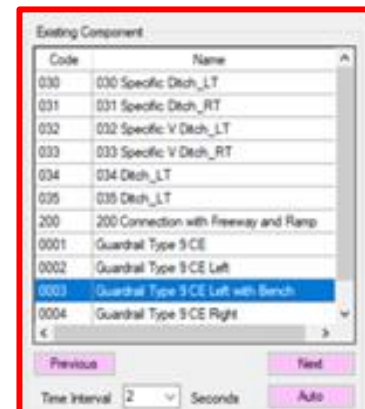 Existing Component
Code Name
030 030 Specific Ditch_LT
031 031 Specific Ditch_RT
032 032 Specific V Ditch_LT
033 033 Specific V Ditch_RT
034 034 Ditch_LT
035 035 Ditch_LT
200 200 Connection with Freeway and Ramp
0001 Guardrail Type 9 CE
0002 Guardrail Type 9 CE Left
0003 Guardrail Type 9 CE Left with Bench
0004 Guardrail Type 9 CE Right
Previous Next
Time Interval 2 Seconds Auto